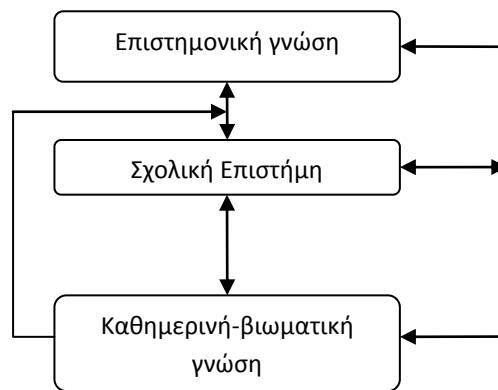 Επιστημονική γνώση
Σχολική Επιστήμη
Καθημερινή-βιωματική
γνώση